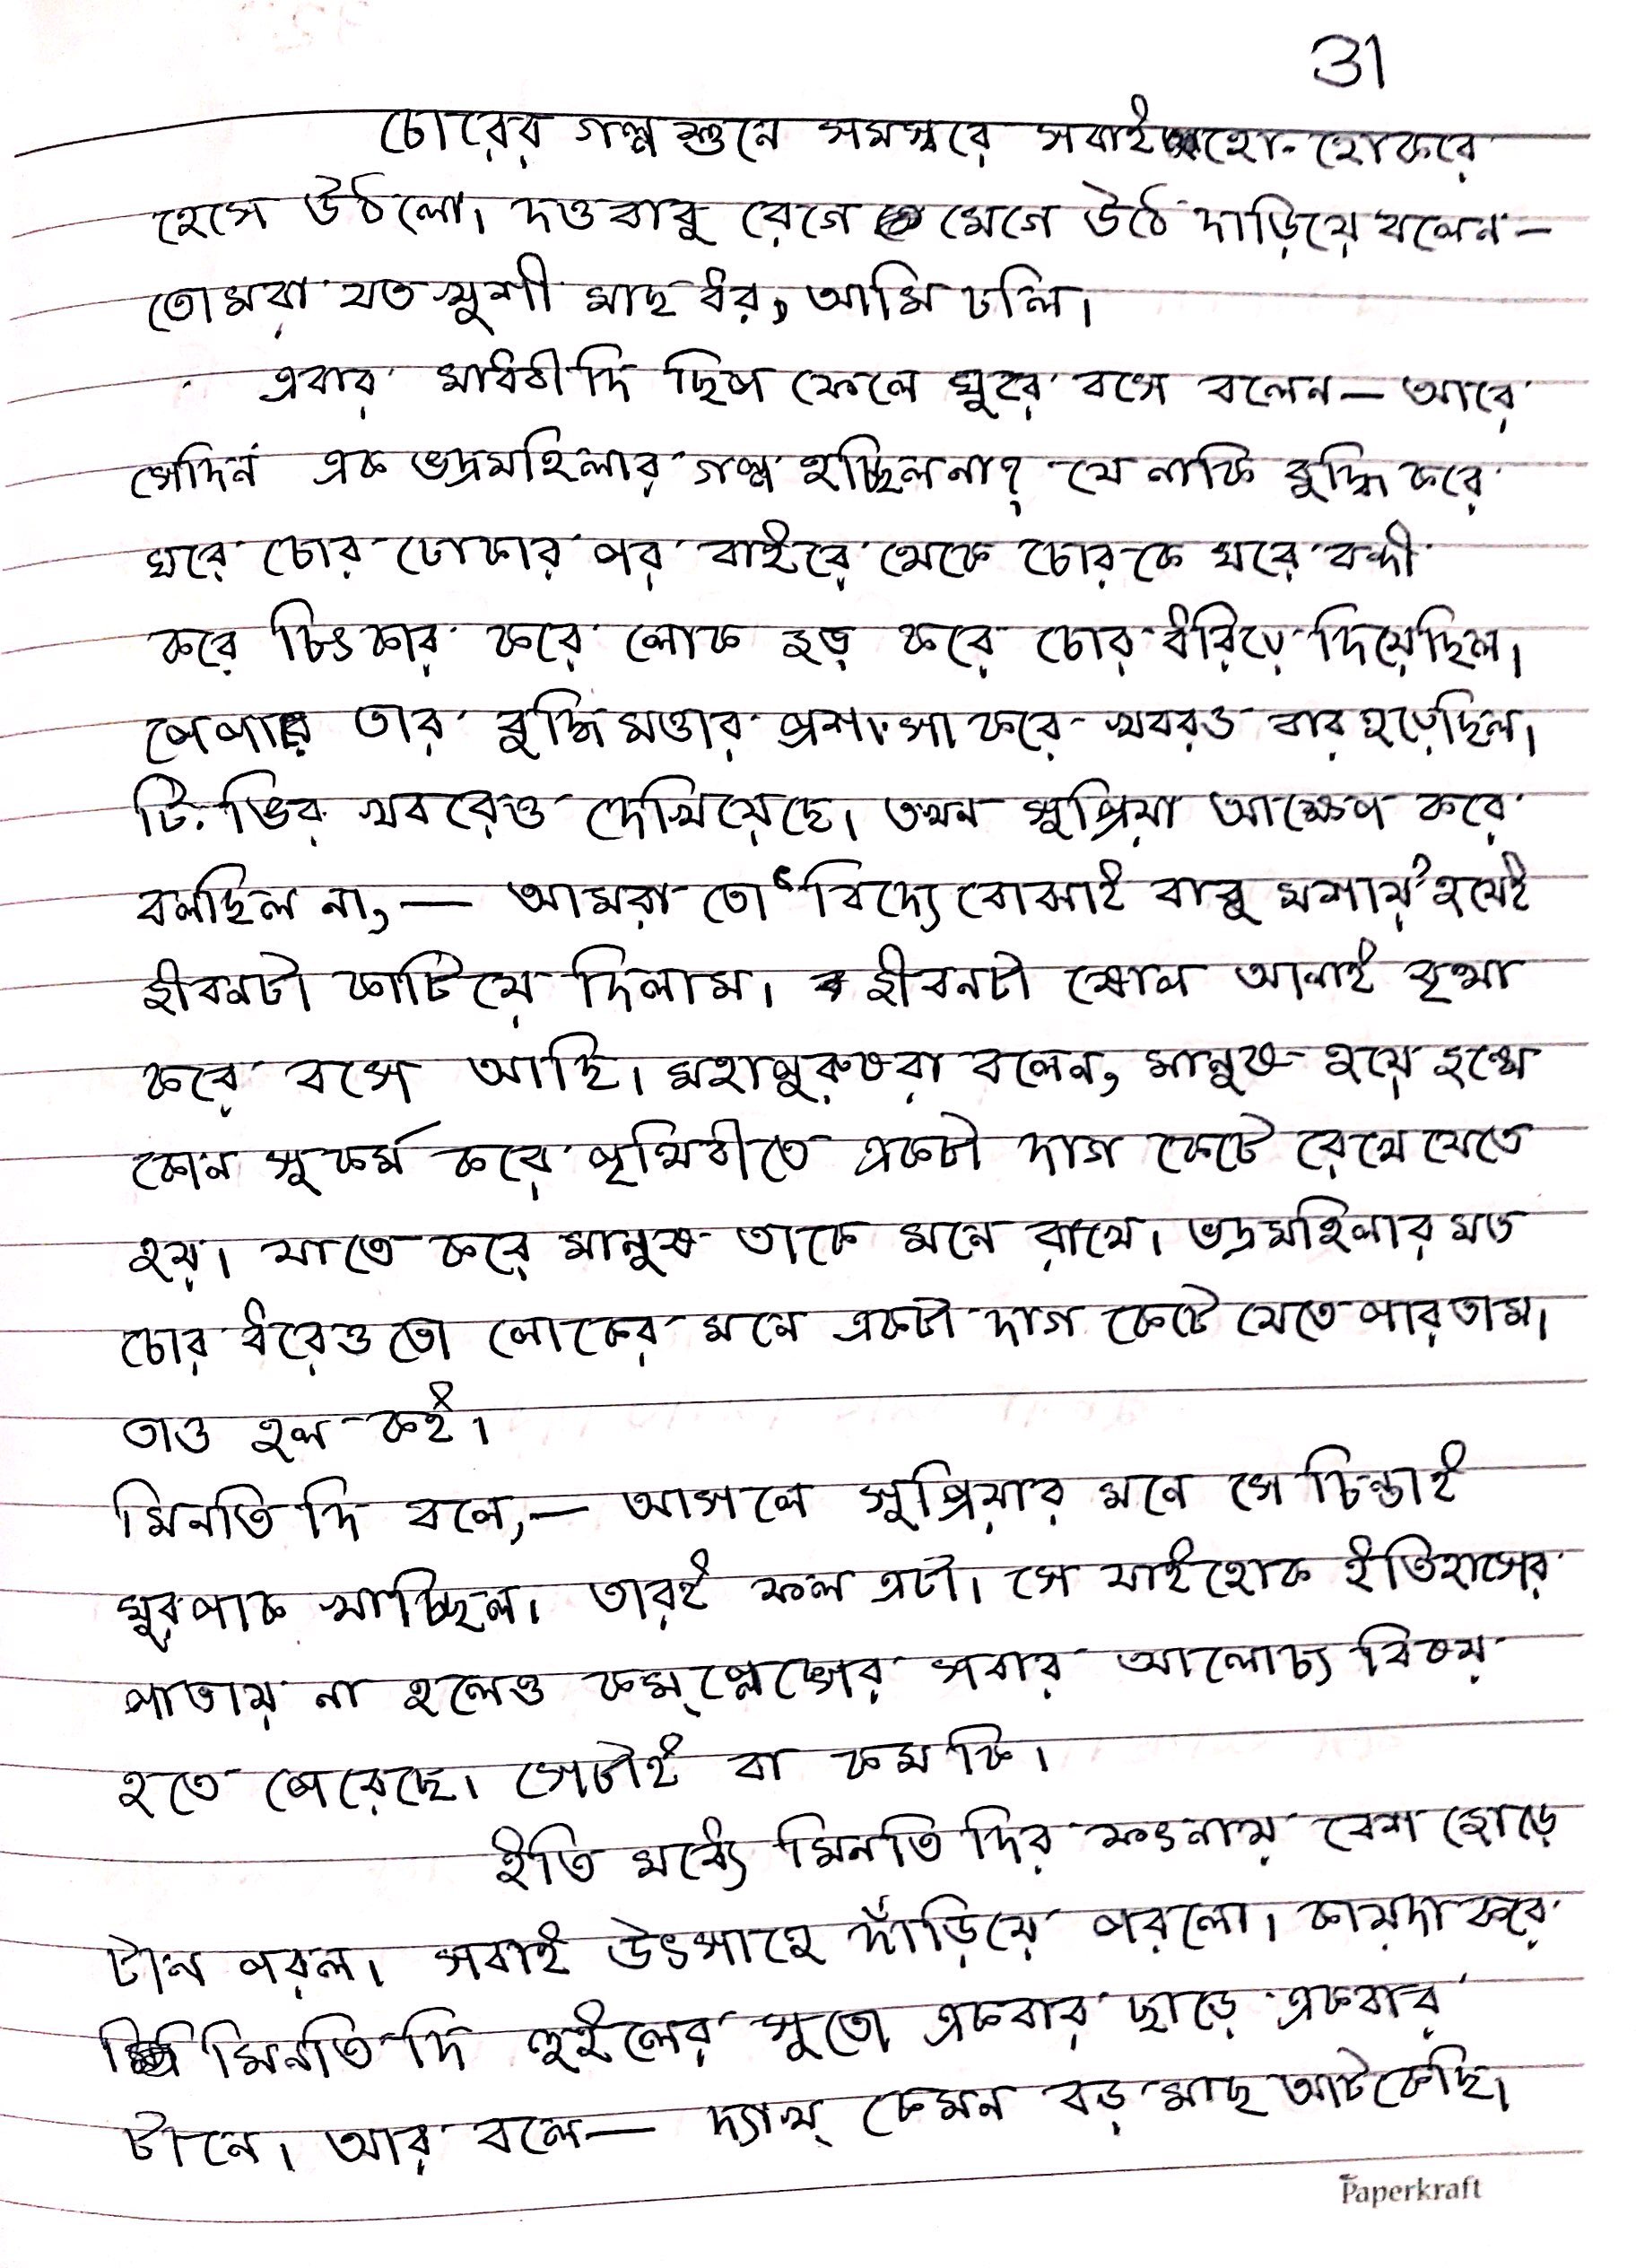 31
চোরের গল্প শুনে সমস্বরে সবাই হো-হো করে
হেসে উঠলো। দত্তবাবু রেগে মেগে উঠে দাড়িয়ে বলেন —
তোমরা যত খুশী মাছ ধর, আমি চলি।
এবার মাধবীদি ছিপ ফেলে ঘুরে বসে বলেন — আরে
সেদিন এক ভদ্রমহিলার গল্প হচ্ছিলনা? যে নাকি বুদ্ধি করে
ঘরে চোর ঢোকার পর বাইরে থেকে চোরকে ঘরে বন্দী
করে চিৎকার করে লোক জড় করে চোর ধরিয়ে দিয়েছিল।
পেপারে তার বুদ্ধিমত্তার প্রশংসা করে খবরও বার হয়েছিল।
টি. ভির খবরেও দেখিয়েছে। তখন সুপ্রিয়া আক্ষেপ করে
বলছিল না, — আমরা তো ‘বিদ্যে বোঝাই বাবু মশায়’ হয়েই
জীবনটা কাটিয়ে দিলাম। জীবনটা ষোল আনাই বৃথা
করে বসে আছি। মহাপুরুষরা বলেন, মানুষ হয়ে জন্মে
কোন সুকর্ম করে পৃথিবীতে একটা দাগ কেটে রেখে যেতে
হয়। যাতে করে মানুষ তাকে মনে রাখে। ভদ্রমহিলার মত
চোর ধরেও তো লোকের মনে একটা দাগ কেটে যেতে পারতাম।
তাও হল কই।
মিনতি দি বলে, — আসলে সুপ্রিয়ার মনে সে চিন্তাই
ঘুরপাক খাচ্ছিল। তারই ফল এটা। সে যাইহোক ইতিহাসের
পাতায় না হলেও কমপ্লেক্সের সবার আলোচ্য বিষয়
হতে পেরেছে। সেটাই বা কম কি।
ইতি মধ্যে মিনতি দির ফৎনায় বেশ জোড়ে
টান পরল। সবাই উৎসাহে দাঁড়িয়ে পরলো। কায়দা করে
মিনতি দি হুইলের সুতো একবার ছাড়ে একবার
টানে। আর বলে — দ্যাখ্ কেমন বড় মাছ আটকেছি।
Paperkraft